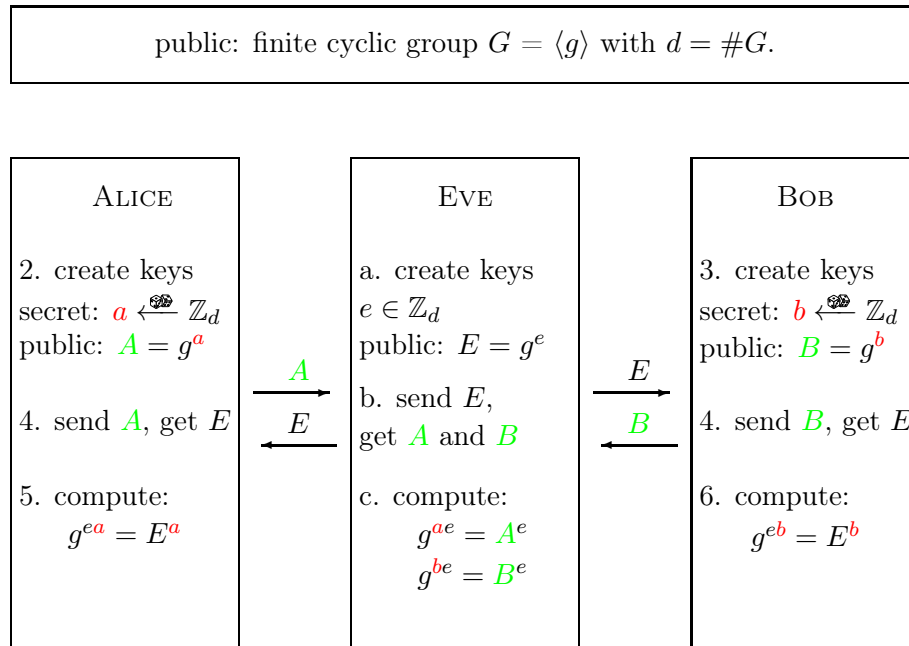 public: finite cyclic group G = ⟨g⟩ with d = #G.
ALICE
2. create keys
secret: a ⟵ ℤ_d
public: A = g^a
4. send A, get E
5. compute:
g^{ea} = E^a
A
E
EVE
a. create keys
e ∈ ℤ_d
public: E = g^e
b. send E,
get A and B
c. compute:
g^{ae} = A^e
g^{be} = B^e
E
B
BOB
3. create keys
secret: b ⟵ ℤ_d
public: B = g^b
4. send B, get E
6. compute:
g^{eb} = E^b